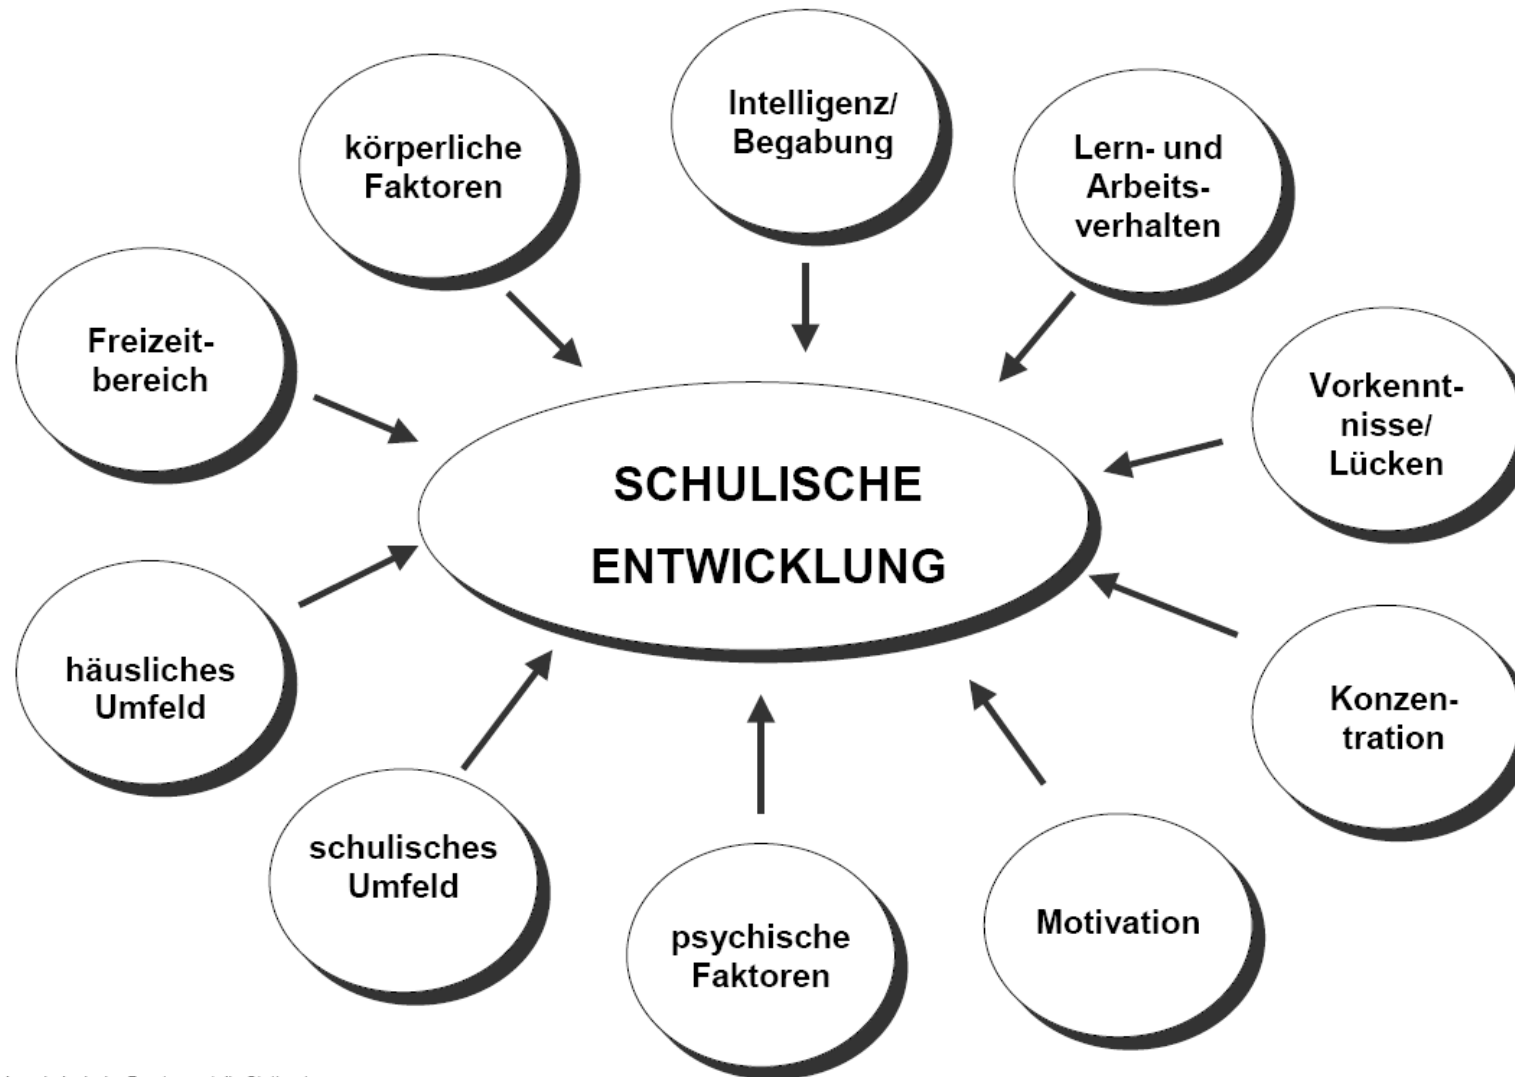 Intelligenz/
Begabung
körperliche
Faktoren
Lern- und
Arbeits-
verhalten
Freizeit-
bereich
Vorkennt-
nisse/
Lücken
SCHULISCHE
ENTWICKLUNG
häusliches
Umfeld
Konzen-
tration
schulisches
Umfeld
Motivation
psychische
Faktoren